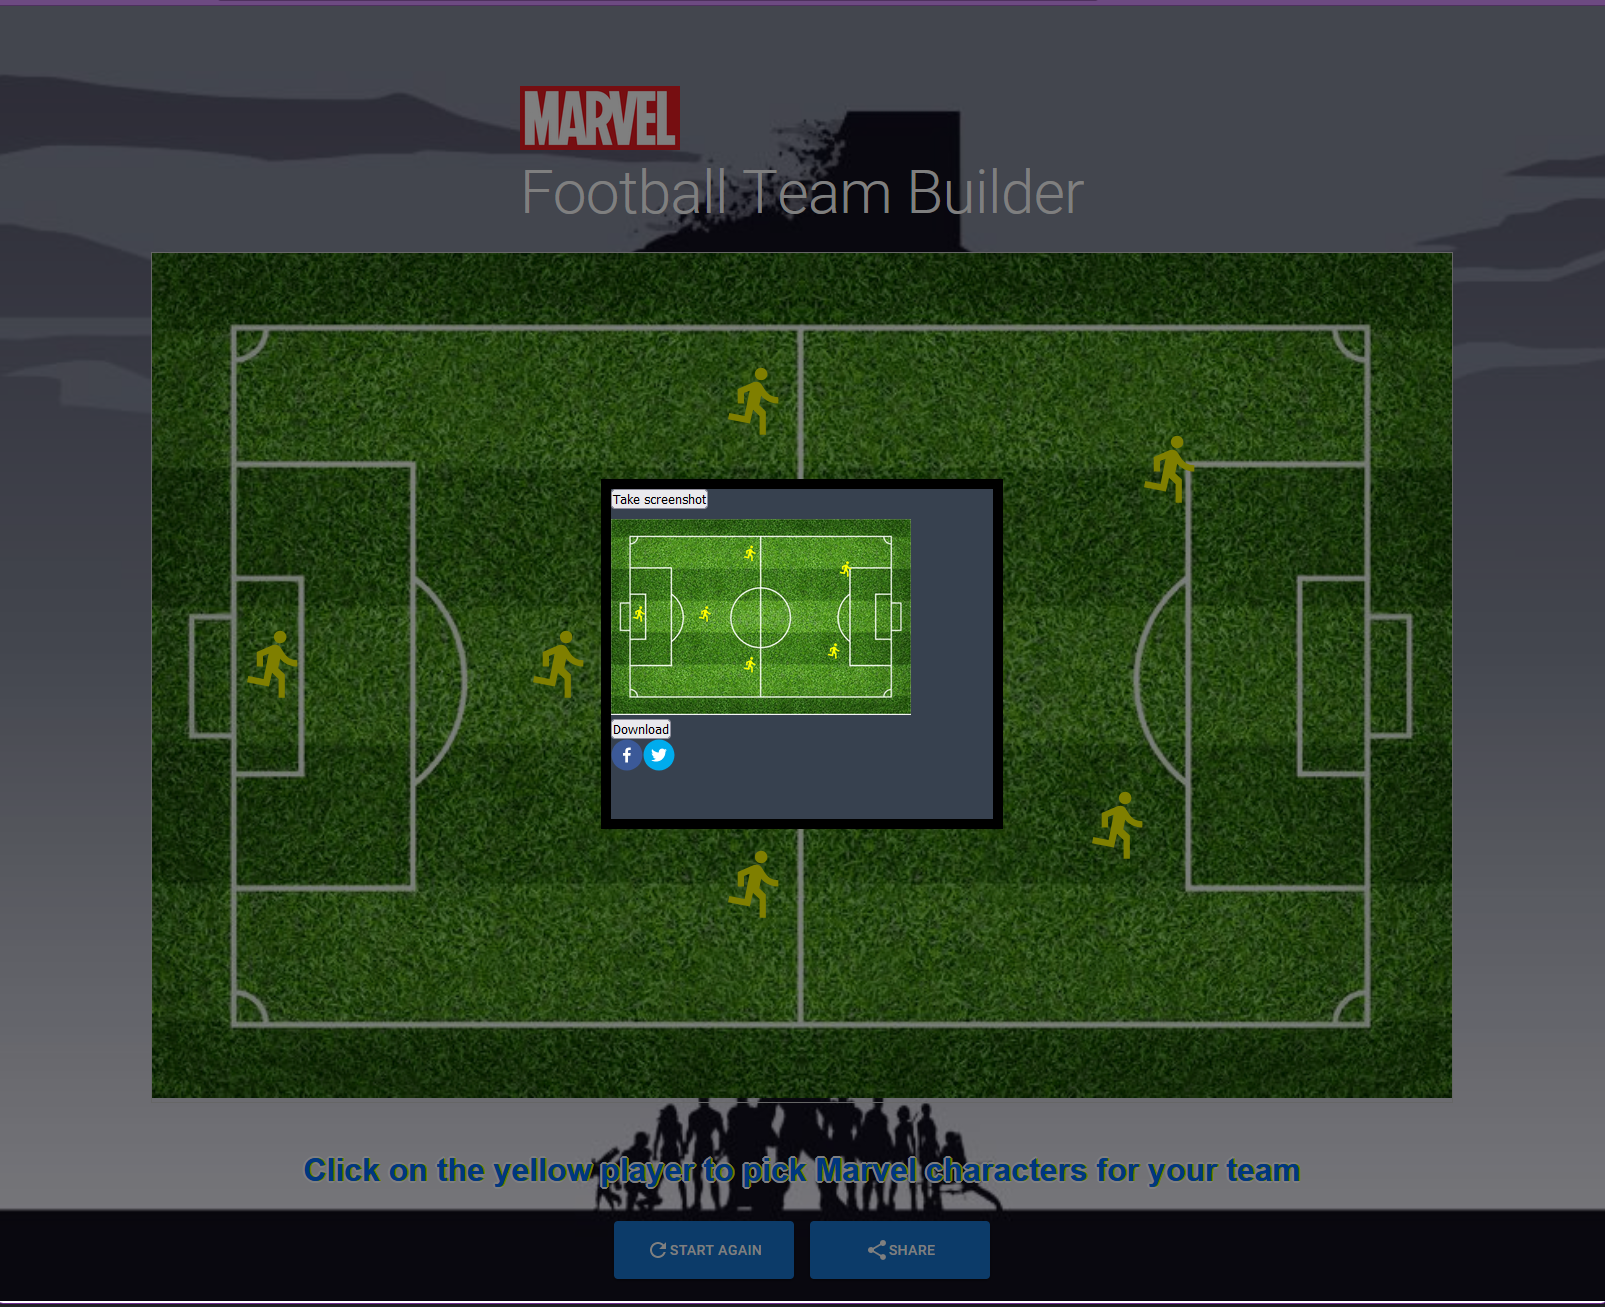 MARVEL
Football Team Builder
Take screenshot
Download
Click on the yellow player to pick Marvel characters for your team
START AGAIN
SHARE